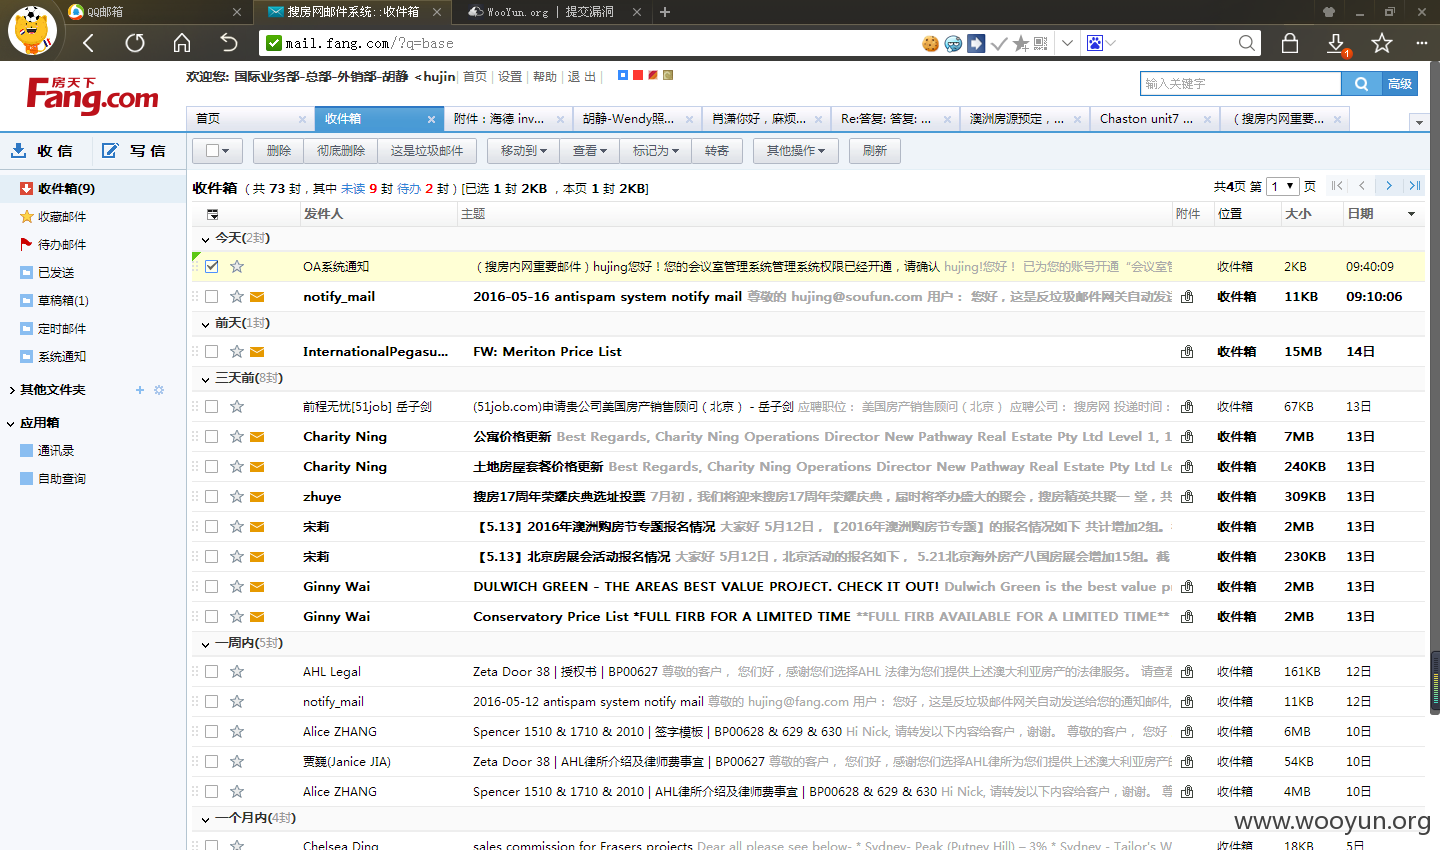 QQ邮箱
搜房网邮件系统::收件箱
WooYun.org | 提交漏洞
mail.fang.com/?q=base
房天下
Fang.com
欢迎您: 国际业务部-总部-外销部-胡静 <hujin| 首页 | 设置 | 帮助 | 退 出 |
输入关键字
高级
首页
收件箱
附件：海德 inv...
胡静-Wendy照...
肖潇你好，麻烦...
Re:答复: 答复: ...
澳洲房源预定，...
Chaston unit7 ...
（搜房内网重要...
收 信
写 信
删除
彻底删除
这是垃圾邮件
移动到
查看
标记为
转寄
其他操作
刷新
收件箱(9)
收藏邮件
待办邮件
已发送
草稿箱(1)
定时邮件
系统通知
其他文件夹
应用箱
通讯录
自助查询
收件箱 （ 共 73 封，其中 未读 9 封 待办 2 封 ）[已选 1 封 2KB ，本页 1 封 2KB]
共4页 第 1 页
发件人 主题 附件 位置 大小 日期
今天(2封)
OA系统通知 （搜房内网重要邮件）hujing您好！您的会议室管理系统管理系统权限已经开通，请确认 hujing!您好！ 已为您的账号开通“会议室管 收件箱 2KB 09:40:09
notify_mail 2016-05-16 antispam system notify mail 尊敬的 hujing@soufun.com 用户： 您好，这是反垃圾邮件网关自动发送 收件箱 11KB 09:10:06
前天(1封)
InternationalPegasu... FW: Meriton Price List 收件箱 15MB 14日
三天前(8封)
前程无忧[51job] 岳子剑 (51job.com)申请贵公司美国房产销售顾问（北京） - 岳子剑 应聘职位： 美国房产销售顾问（北京） 应聘公司： 搜房网 投递时间： 收件箱 67KB 13日
Charity Ning 公寓价格更新 Best Regards, Charity Ning Operations Director New Pathway Real Estate Pty Ltd Level 1, 1 收件箱 7MB 13日
Charity Ning 土地房屋套餐价格更新 Best Regards, Charity Ning Operations Director New Pathway Real Estate Pty Ltd Le 收件箱 240KB 13日
zhuye 搜房17周年荣耀庆典选址投票 7月初，我们将迎来搜房17周年荣耀庆典，届时将举办盛大的聚会，搜房精英共聚一 堂，共 收件箱 309KB 13日
宋莉 【5.13】2016年澳洲购房节专题报名情况 大家好 5月12日，【2016年澳洲购房节专题】的报名情况如下 共计增加2组。 收件箱 2MB 13日
宋莉 【5.13】北京房展会活动报名情况 大家好 5月12日，北京活动的报名如下， 5.21北京海外房产八国房展会增加15组。截 收件箱 230KB 13日
Ginny Wai DULWICH GREEN - THE AREAS BEST VALUE PROJECT. CHECK IT OUT! Dulwich Green is the best value p 收件箱 2MB 13日
Ginny Wai Conservatory Price List *FULL FIRB FOR A LIMITED TIME **FULL FIRB AVAILABLE FOR A LIMITED TIME** 收件箱 2MB 13日
一周内(5封)
AHL Legal Zeta Door 38 | 授权书 | BP00627 尊敬的客户， 您们好，感谢您们选择AHL 法律为您们提供上述澳大利亚房产的法律服务。 请查看 收件箱 161KB 12日
notify_mail 2016-05-12 antispam system notify mail 尊敬的 hujing@fang.com 用户： 您好，这是反垃圾邮件网关自动发送给您的通知邮件, 收件箱 11KB 12日
Alice ZHANG Spencer 1510 & 1710 & 2010 | 签字模板 | BP00628 & 629 & 630 Hi Nick, 请转发以下内容给客户，谢谢。 尊敬的客户， 您好 收件箱 6MB 10日
贾巍(Janice JIA) Zeta Door 38 | AHL律所介绍及律师费事宜 | BP00627 尊敬的客户， 您们好，感谢您们选择AHL律所为您们提供上述澳大利亚房产的 收件箱 54KB 10日
Alice ZHANG Spencer 1510 & 1710 & 2010 | AHL律所介绍及律师费事宜 | BP00628 & 629 & 630 Hi Nick, 请转发以下内容给客户，谢谢。 尊 收件箱 4MB 10日
一个月内(4封)
Chelsea Ding sales commission for Frasers projects Dear all please see below- * Sydney- Peak (Putney Hill) – 3% * Sydney - Tailor's W 收件箱 18KB 5日
www.wooyun.org